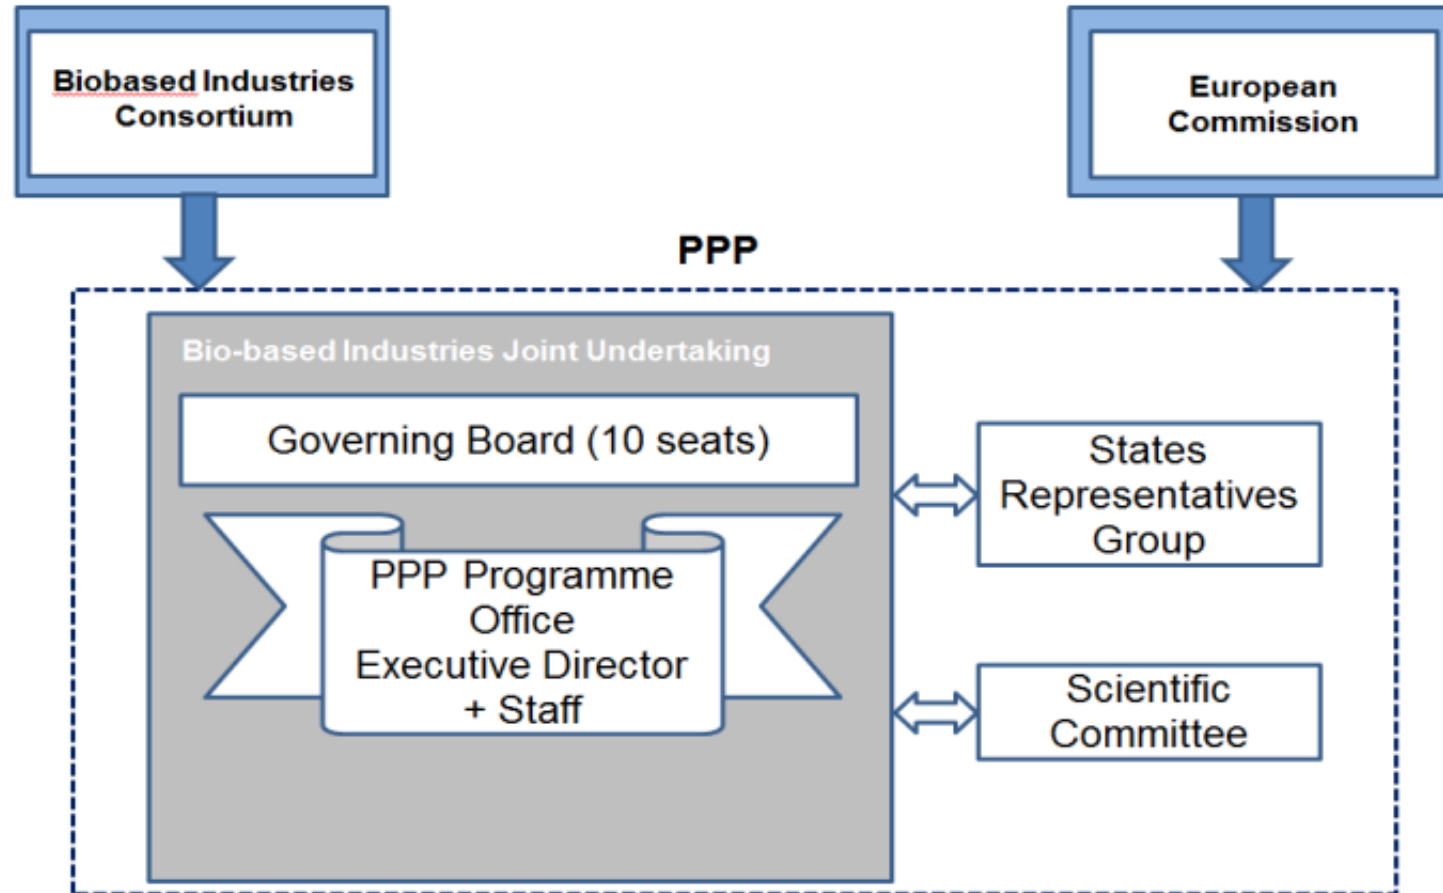 Biobased Industries
Consortium
European
Commission
PPP
Bio-based Industries Joint Undertaking
Governing Board (10 seats)
PPP Programme
Office
Executive Director
+ Staff
States
Representatives
Group
Scientific
Committee